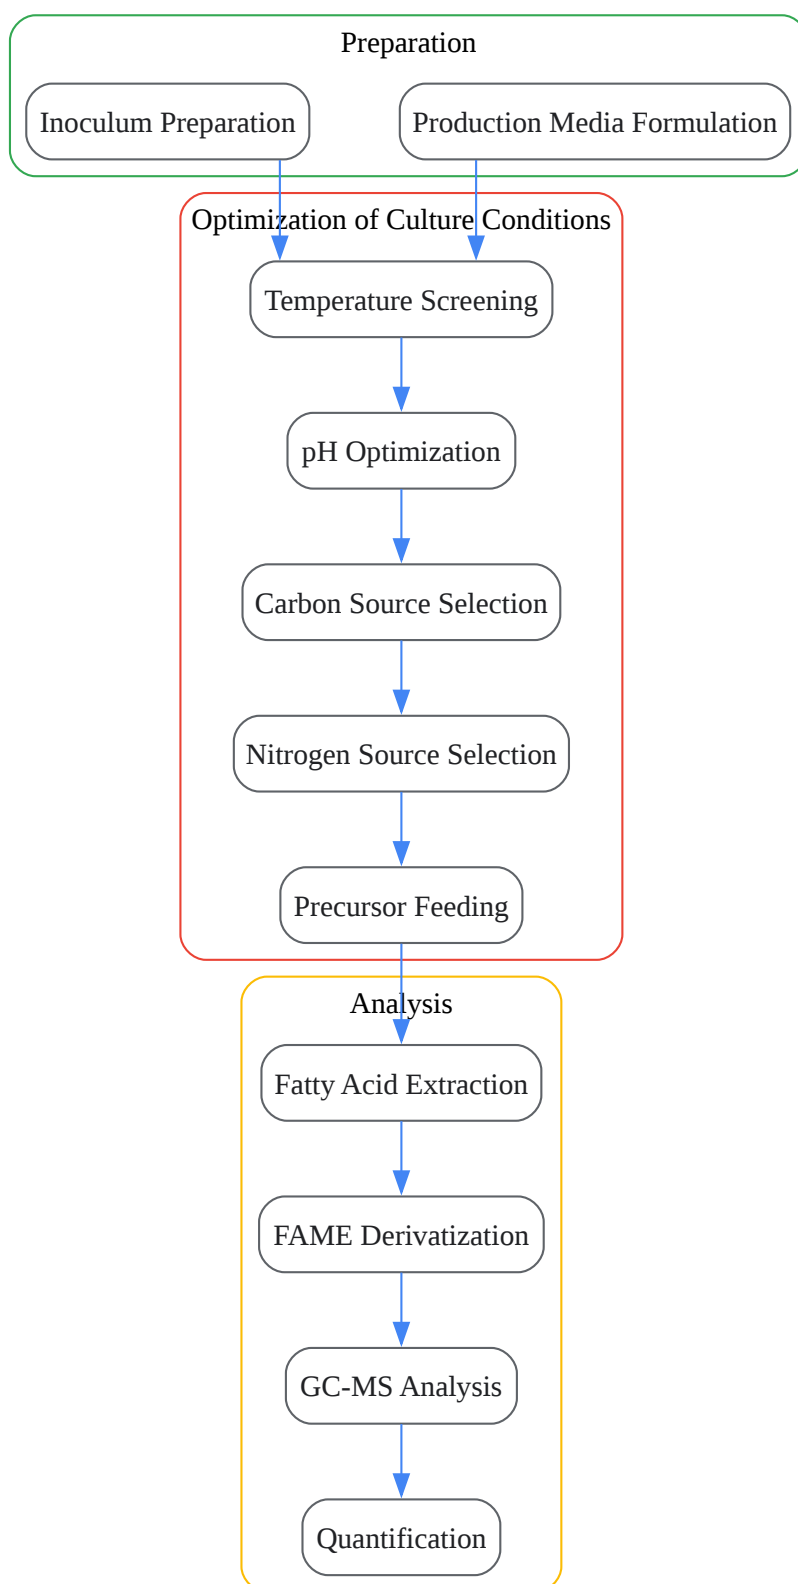 Preparation
Inoculum Preparation
Production Media Formulation
Optimization of Culture Conditions
Temperature Screening
pH Optimization
Carbon Source Selection
Nitrogen Source Selection
Precursor Feeding
Analysis
Fatty Acid Extraction
FAME Derivatization
GC-MS Analysis
Quantification